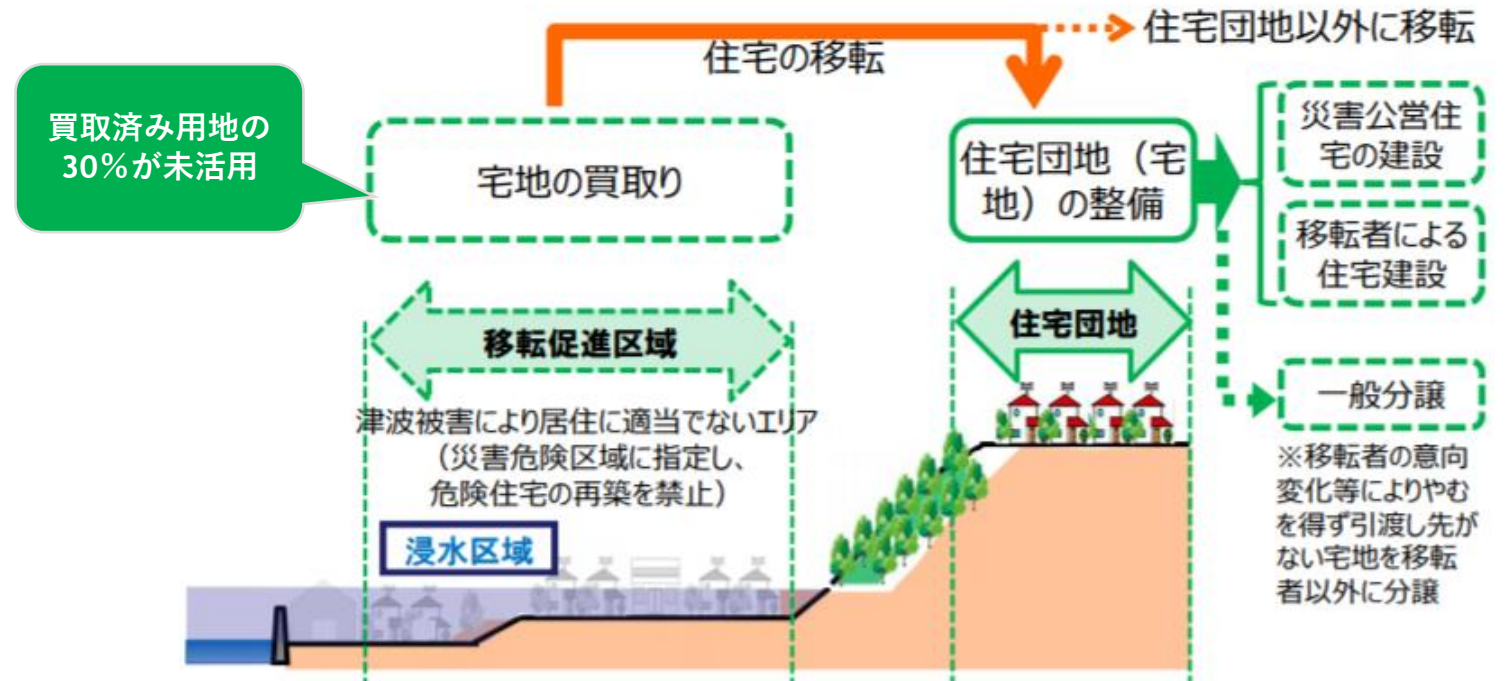 住宅団地以外に移転
住宅の移転
買取済み用地の
30%が未活用
宅地の買取り
住宅団地（宅
地）の整備
災害公営住
宅の建設
移転者による
住宅建設
移転促進区域
住宅団地
一般分譲
津波被害により居住に適当でないエリア
（災害危険区域に指定し、
危険住宅の再築を禁止）
※移転者の意向
変化等によりやむ
を得ず引渡し先が
ない宅地を移転
者以外に分譲
浸水区域